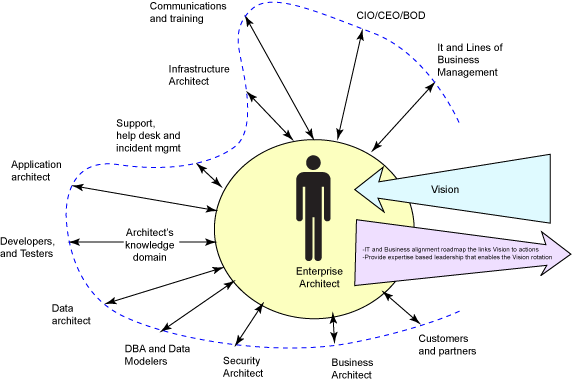 Communications
and training
CIO/CEO/BOD
It and Lines of
Business
Management
Infrastructure
Architect
Support,
help desk and
incident mgmt
Application
architect
Vision
Architect's
knowledge
domain
Developers,
and Testers
-IT and Business alignment roadmap the links Vision to actions
-Provide expertise based leadership that enables the Vision rotation
Enterprise
Architect
Data
architect
DBA and Data
Modelers
Security
Architect
Business
Architect
Customers
and partners